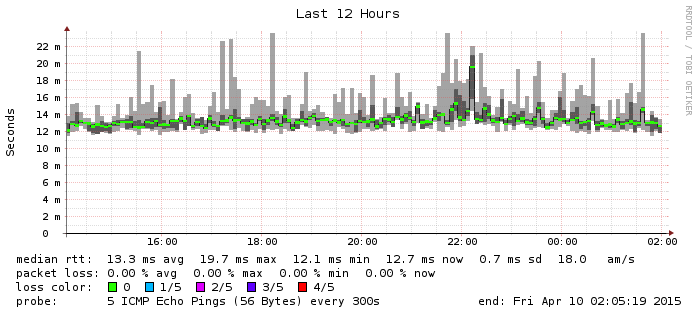 Last 12 Hours
RRDTOOL / TOBI OETIKER
Seconds
22 m
20 m
18 m
16 m
14 m
12 m
10 m
8 m
6 m
4 m
2 m
0
16:00 18:00 20:00 22:00 00:00 02:00
median rtt: 13.3 ms avg 19.7 ms max 12.1 ms min 12.7 ms now 0.7 ms sd 18.0 am/s
packet loss: 0.00 % avg 0.00 % max 0.00 % min 0.00 % now
loss color: 0 1/5 2/5 3/5 4/5
probe: 5 ICMP Echo Pings (56 Bytes) every 300s end: Fri Apr 10 02:05:19 2015